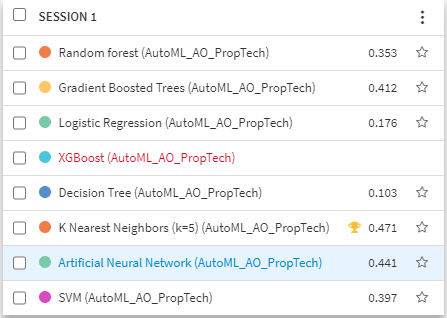 SESSION 1
Random forest (AutoML_AO_PropTech) 0.353
Gradient Boosted Trees (AutoML_AO_PropTech) 0.412
Logistic Regression (AutoML_AO_PropTech) 0.176
XGBoost (AutoML_AO_PropTech)
Decision Tree (AutoML_AO_PropTech) 0.103
K Nearest Neighbors (k=5) (AutoML_AO_PropTech) 0.471
Artificial Neural Network (AutoML_AO_PropTech) 0.441
SVM (AutoML_AO_PropTech) 0.397